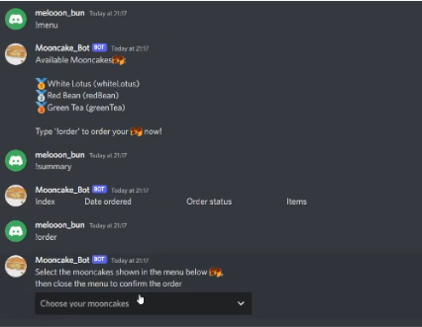 melooon_bun Today at 21:17
!menu
Mooncake_Bot BOT Today at 21:17
Available Mooncakes
White Lotus (whiteLotus)
Red Bean (redBean)
Green Tea (greenTea)
Type '!order' to order your now!
melooon_bun Today at 21:17
!summary
Mooncake_Bot BOT Today at 21:17
Index Date ordered Order status Items
melooon_bun Today at 21:17
!order
Mooncake_Bot BOT Today at 21:17
Select the mooncakes shown in the menu below
then close the menu to confirm the order
Choose your mooncakes